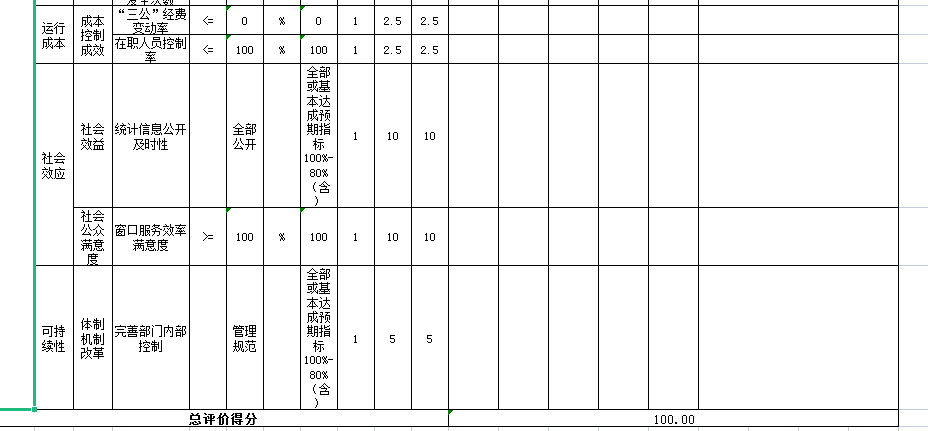 发生次数
运行成本
成本控制成效
“三公”经费变动率
<=
0
%
0
1
2.5
2.5
在职人员控制率
<=
100
%
100
1
2.5
2.5
社会效应
社会效益
统计信息公开及时性
全部公开
全部或基本达成预期指标100%-80%（含）
1
10
10
社会公众满意度
窗口服务效率满意度
>=
100
%
100
1
10
10
可持续性
体制机制改革
完善部门内部控制
管理规范
全部或基本达成预期指标100%-80%（含）
1
5
5
总评价得分
100.00